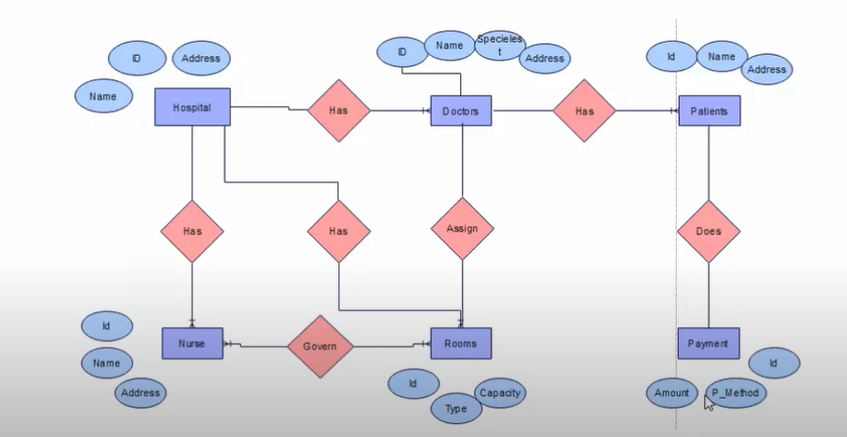 ID
Address
Name
Hospital
Has
ID
Name
Specieles
t
Address
Doctors
Has
Id
Name
Address
Patients
Has
Has
Assign
Does
Id
Name
Address
Nurse
Govern
Rooms
Id
Type
Capacity
Payment
Id
Amount
P_Method